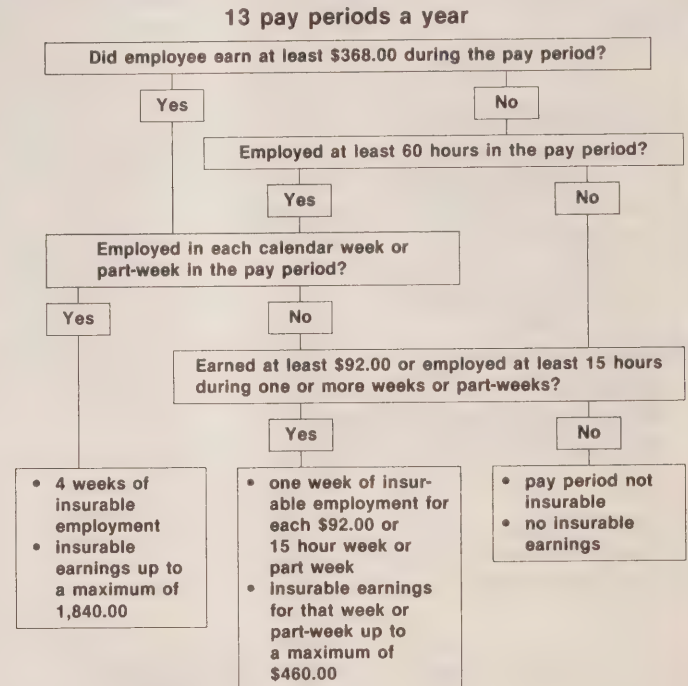 13 pay periods a year
Did employee earn at least $368.00 during the pay period?
Yes
No
Employed at least 60 hours in the pay period?
Yes
No
Employed in each calendar week or
part-week in the pay period?
Yes
No
Earned at least $92.00 or employed at least 15 hours
during one or more weeks or part-weeks?
Yes
No
• 4 weeks of
insurable
employment
• insurable
earnings up to
a maximum of
1,840.00
• one week of insur-
able employment for
each $92.00 or
15 hour week or
part week
• insurable earnings
for that week or
part-week up to
a maximum of
$460.00
• pay period not
insurable
• no insurable
earnings